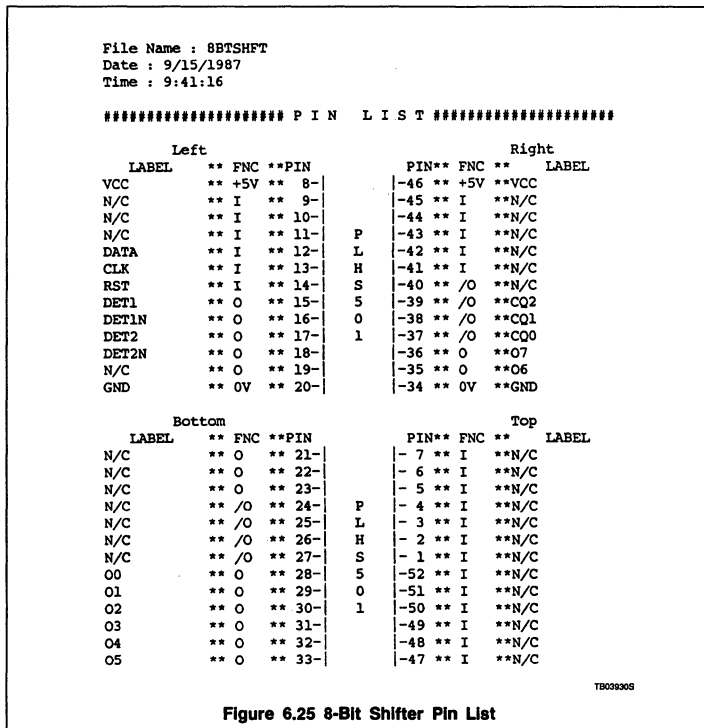 File Name : 8BTSHFT
Date : 9/15/1987
Time : 9:41:16
##################### P I N L I S T #####################
Left Right
LABEL ** FNC **PIN PIN** FNC ** LABEL
VCC ** +5V ** 8-| |-46 ** +5V **VCC
N/C ** I ** 9-| |-45 ** I **N/C
N/C ** I ** 10-| |-44 ** I **N/C
N/C ** I ** 11-| P |-43 ** I **N/C
DATA ** I ** 12-| L |-42 ** I **N/C
CLK ** I ** 13-| H |-41 ** I **N/C
RST ** I ** 14-| S |-40 ** /O **N/C
DET1 ** O ** 15-| 5 |-39 ** /O **CQ2
DET1N ** O ** 16-| 0 |-38 ** /O **CQ1
DET2 ** O ** 17-| 1 |-37 ** /O **CQ0
DET2N ** O ** 18-| |-36 ** O **O7
N/C ** O ** 19-| |-35 ** O **O6
GND ** 0V ** 20-| |-34 ** 0V **GND
Bottom Top
LABEL ** FNC **PIN PIN** FNC ** LABEL
N/C ** O ** 21-| |- 7 ** I **N/C
N/C ** O ** 22-| |- 6 ** I **N/C
N/C ** O ** 23-| |- 5 ** I **N/C
N/C ** /O ** 24-| P |- 4 ** I **N/C
N/C ** /O ** 25-| L |- 3 ** I **N/C
N/C ** /O ** 26-| H |- 2 ** I **N/C
N/C ** /O ** 27-| S |- 1 ** I **N/C
O0 ** O ** 28-| 5 |-52 ** I **N/C
O1 ** O ** 29-| 0 |-51 ** I **N/C
O2 ** O ** 30-| 1 |-50 ** I **N/C
O3 ** O ** 31-| |-49 ** I **N/C
O4 ** O ** 32-| |-48 ** I **N/C
O5 ** O ** 33-| |-47 ** I **N/C
TB03930S
Figure 6.25 8-Bit Shifter Pin List